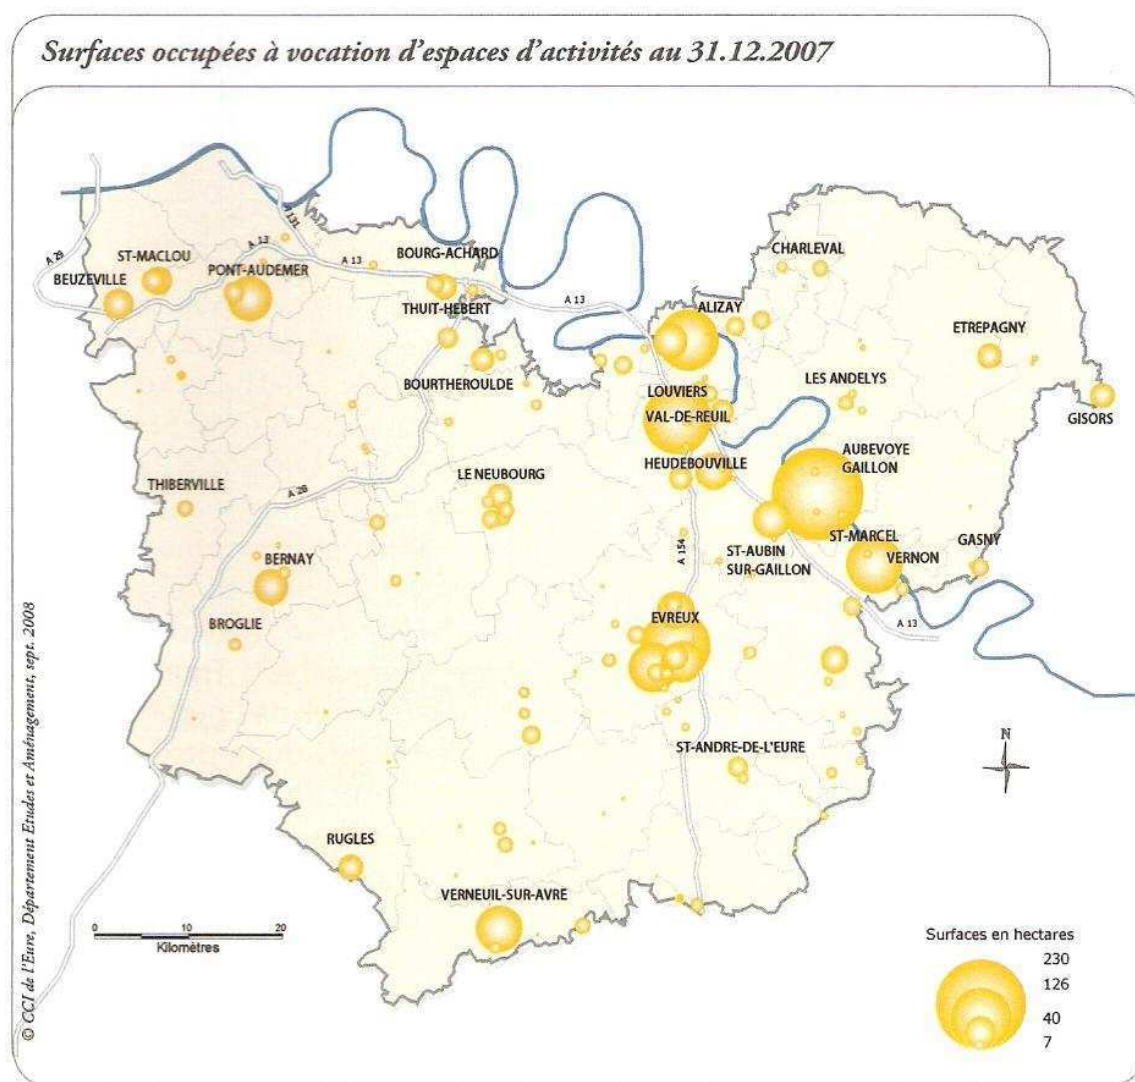 Surfaces occupées à vocation d'espaces d'activités au 31.12.2007
CHARLEVAL
BOURG-ACHARD
A 13
A 29
ST-MACLOU
A 13
PONT-AUDEMER
BEUZEVILLE
A 13
ALIZAY
THUIT-HEBERT
ETREPAGNY
BOURTHEROULDE
LES ANDELYS
LOUVIERS
GISORS
VAL-DE-REUIL
AUBEVOYE
GAILLON
HEUDEBOUVILLE
LE NEUBOURG
THIBERVILLE
A 28
ST-MARCEL
VERNON
GASNY
ST-AUBIN
SUR-GAILLON
A 154
BERNAY
EVREUX
BROGLIE
A 13
N
ST-ANDRE-DE-L'EURE
RUGLES
VERNEUIL-SUR-AVRE
0 10 20
Kilomètres
Surfaces en hectares
230
126
40
7
© CCI de l'Eure, Département Etudes et Aménagement, sept. 2008